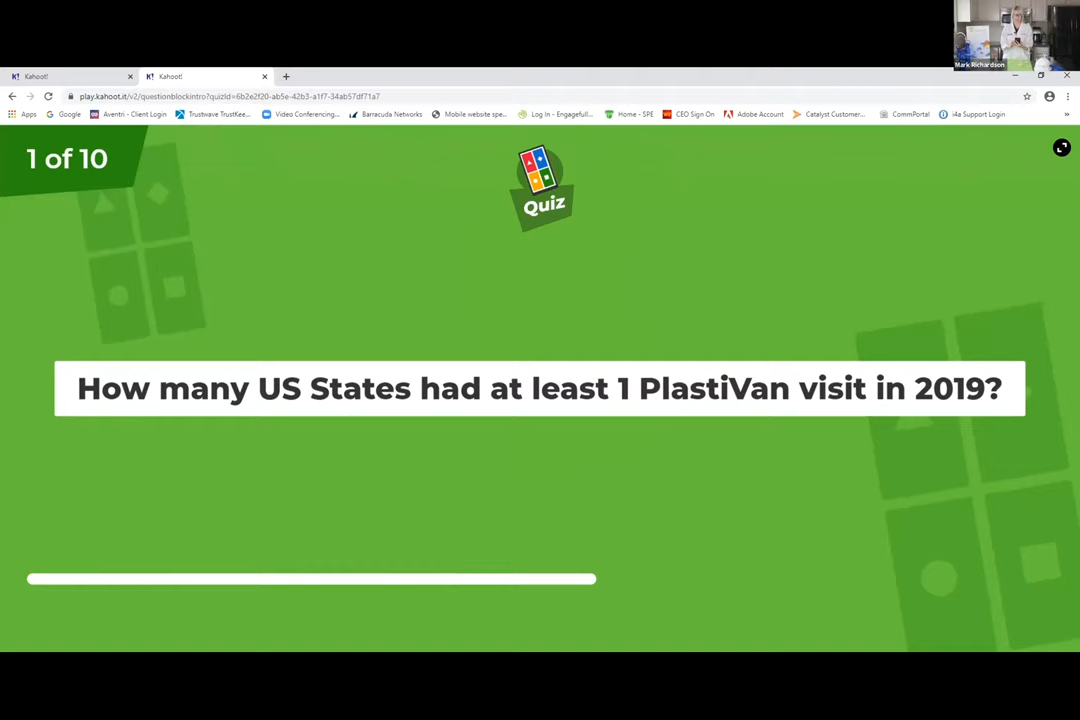 Mark Richardson
Kahoot!
Kahoot!
play.kahoot.it/v2/questionblockintro?quizId=6b2e2f20-ab5e-42b3-a1f7-34ab57df71a7
Apps Google Aventri - Client Login Trustwave TrustKee... Video Conferencing... Barracuda Networks Mobile website spe... Log In - Engagefull... Home - SPE CEO Sign On Adobe Account Catalyst Customer... CommPortal i4a Support Login
1 of 10
Quiz
How many US States had at least 1 PlastiVan visit in 2019?